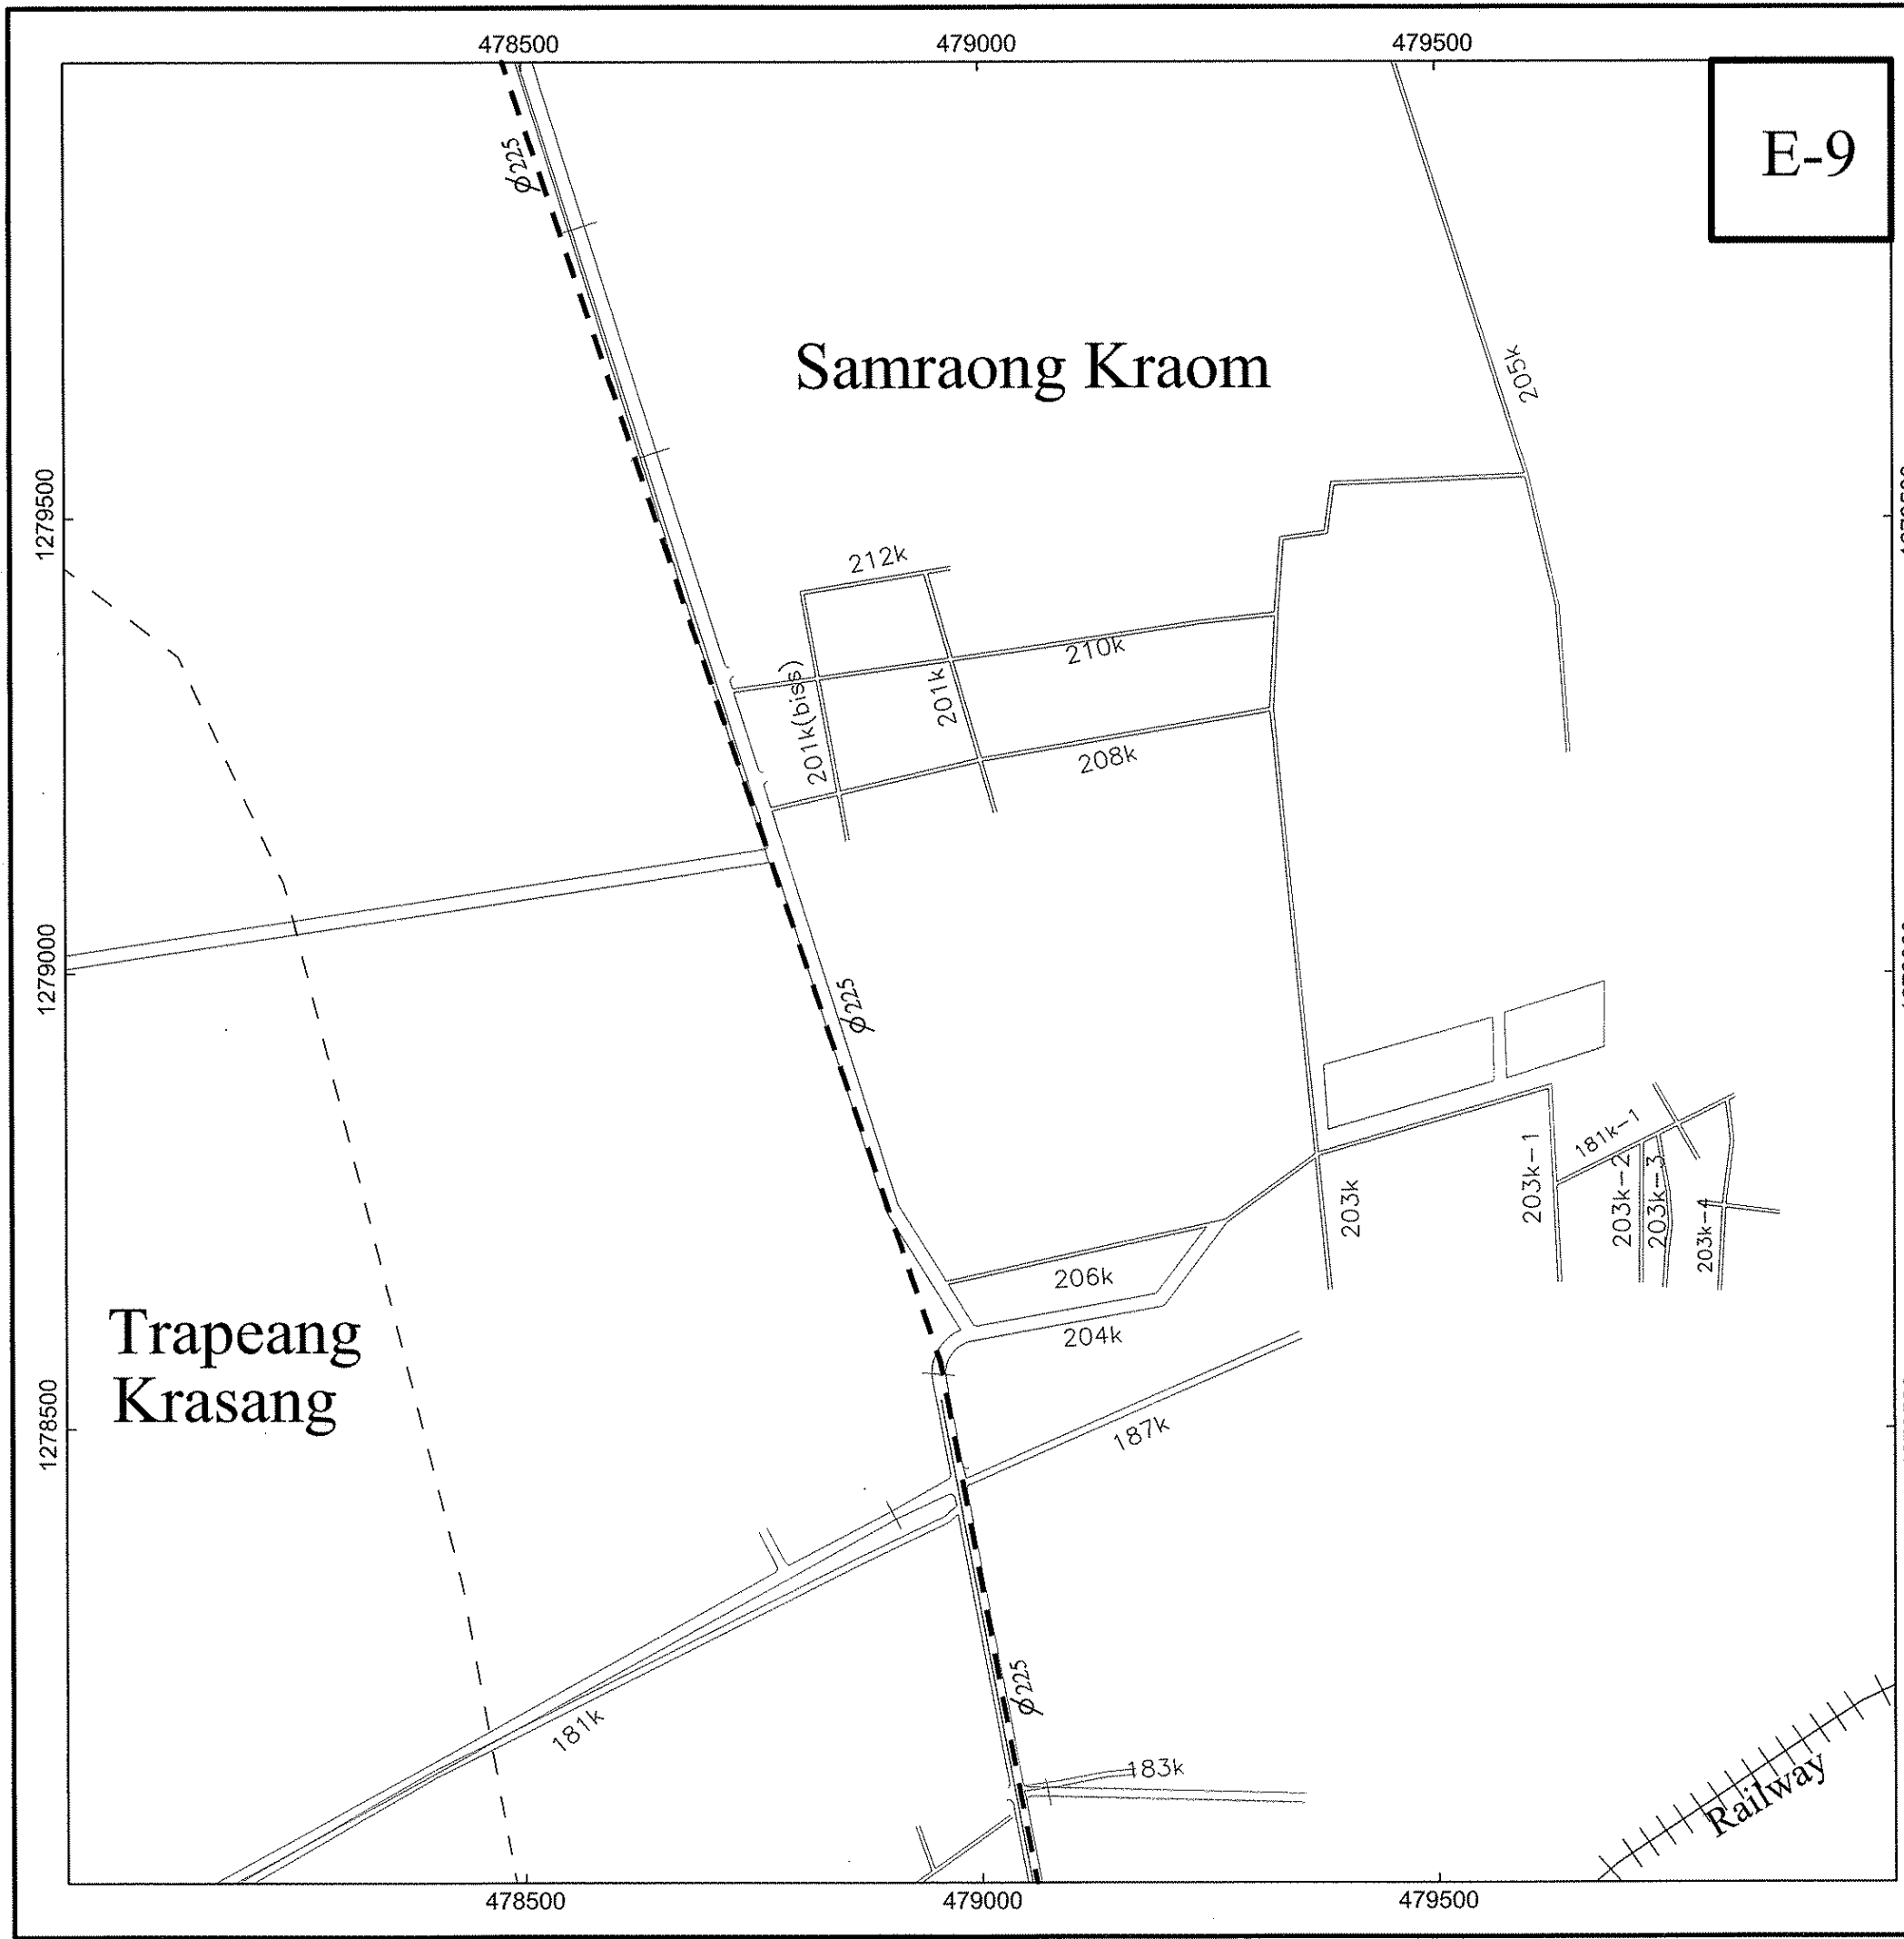 478500
479000
479500
E-9
φ225
Samraong Kraom
205k
1279500
212k
210k
201k(biss)
201k
208k
1279000
φ225
181k-1
203k-1
203k-2
203k-3
203k-4
203k
206k
204k
Trapeang
Krasang
1278500
187k
φ225
181k
183k
Railway
478500
479000
479500